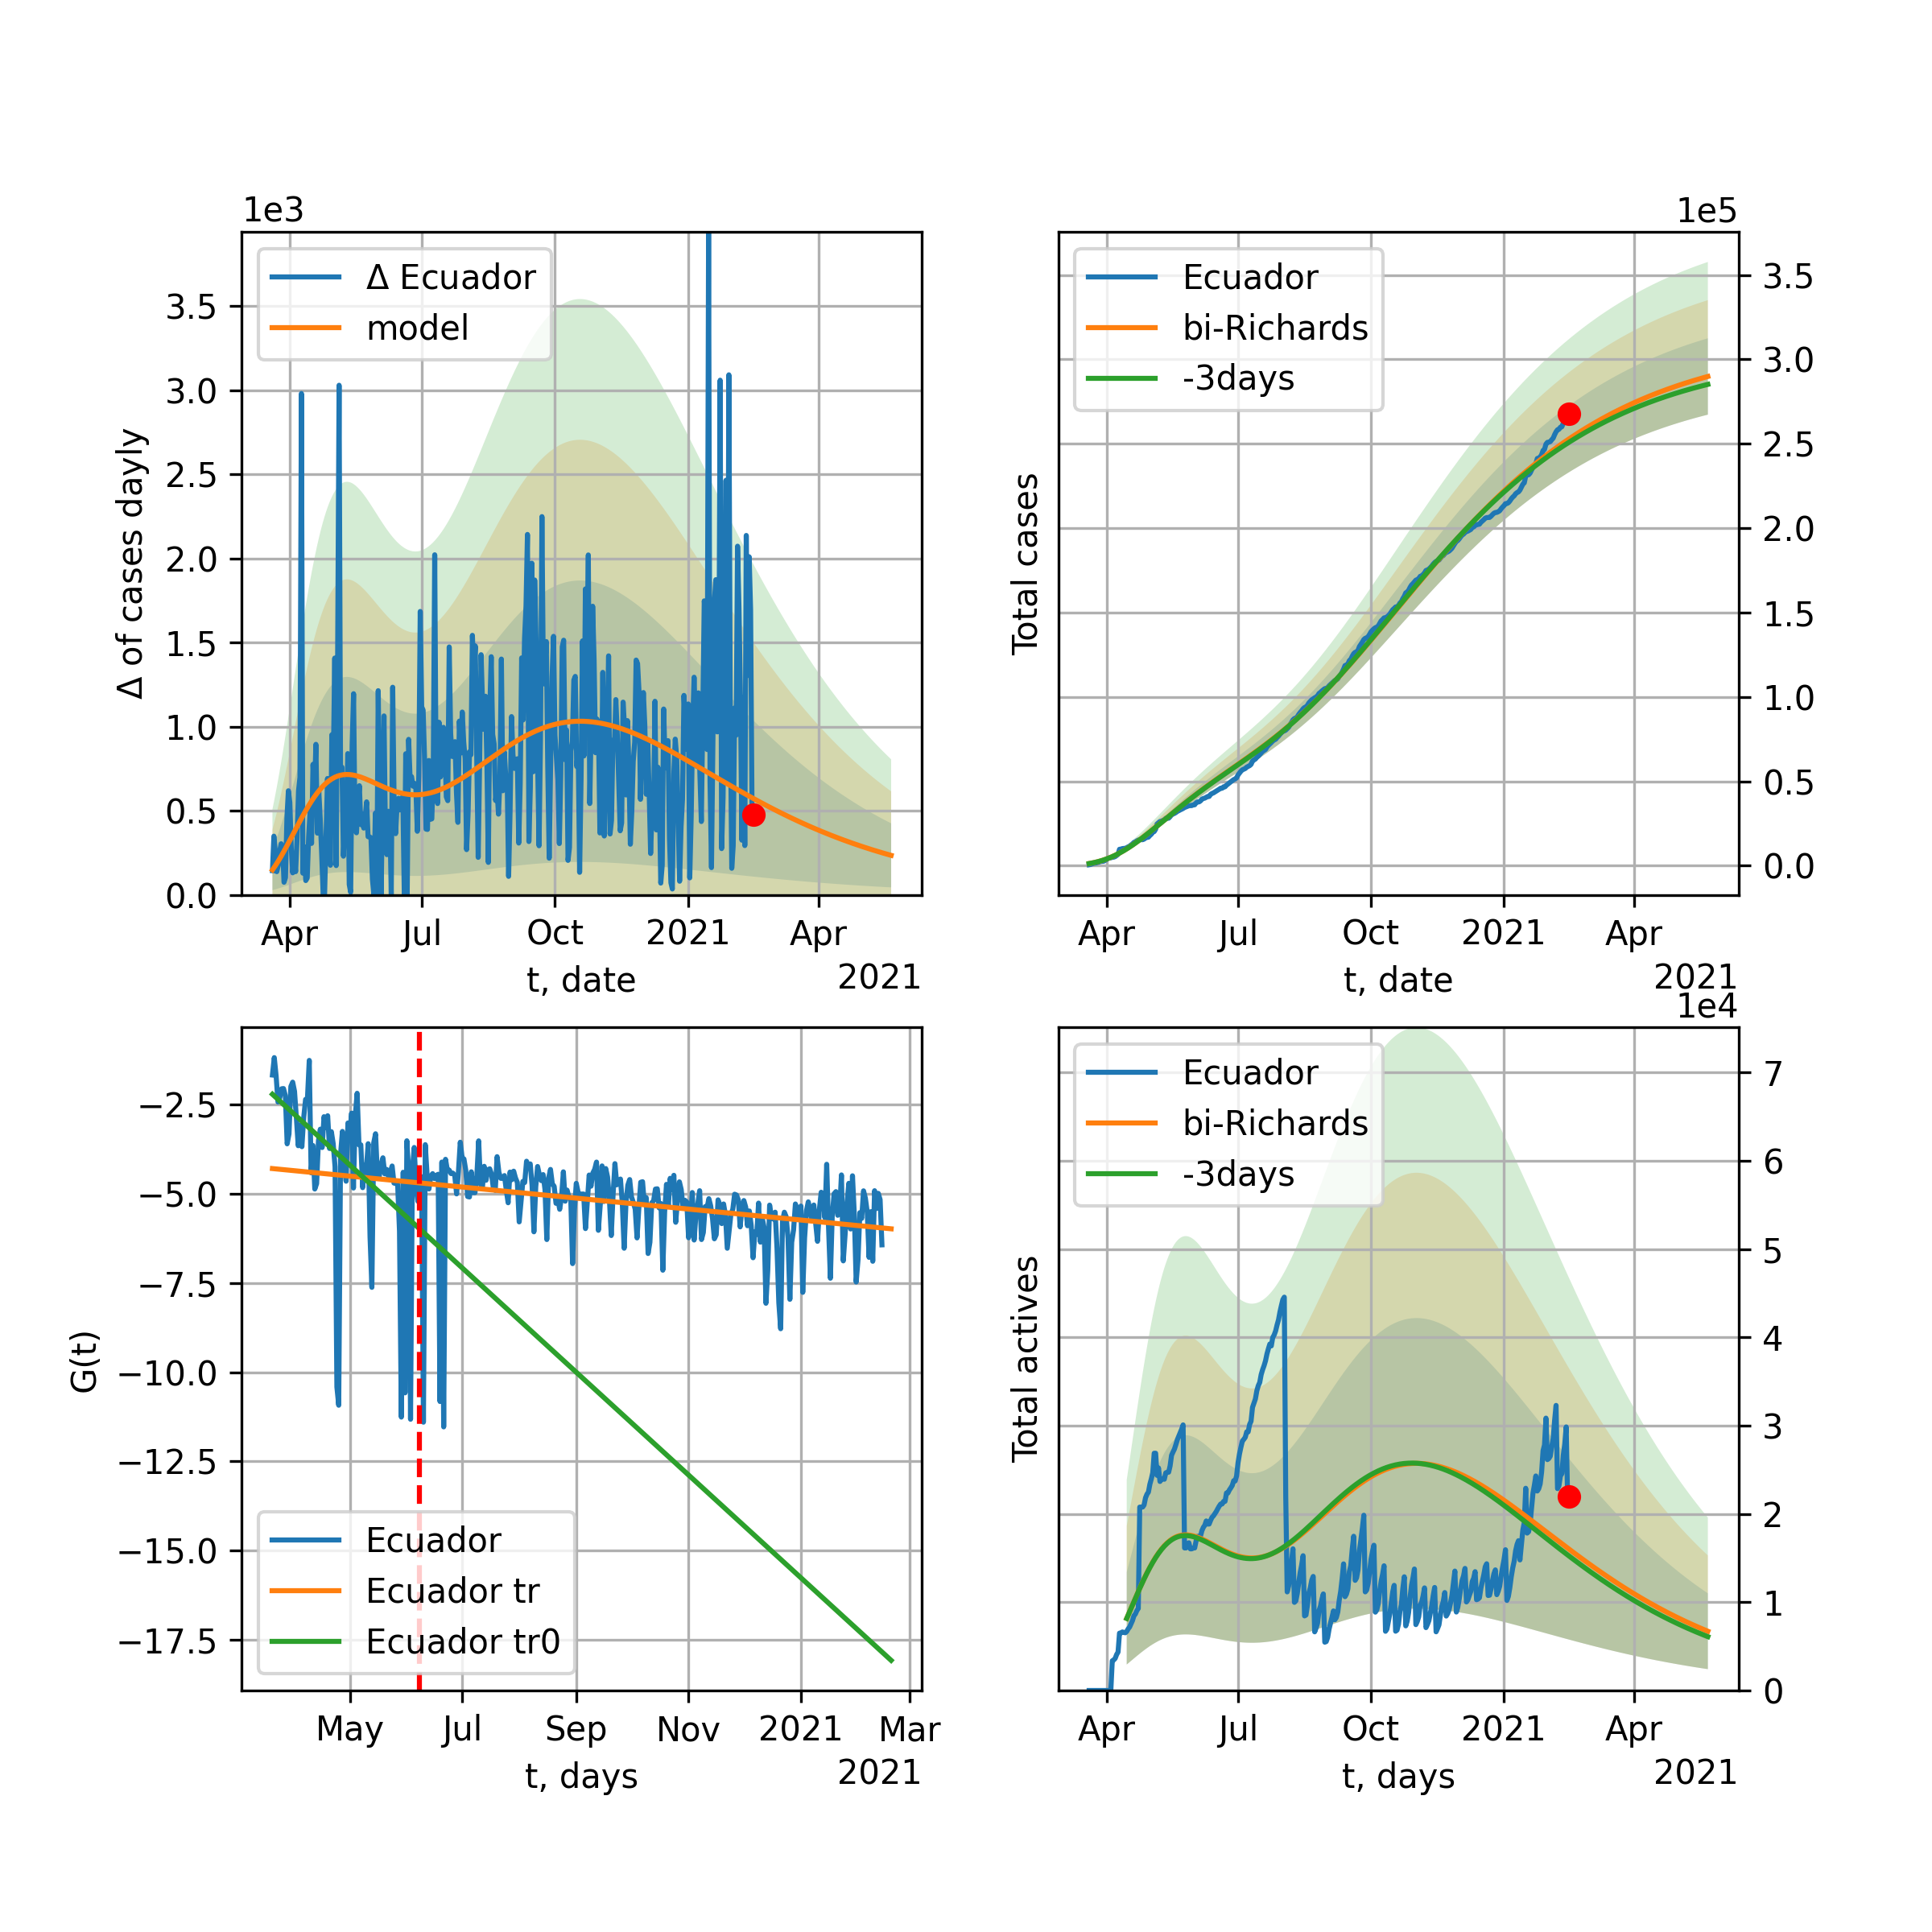 1e3
Δ Ecuador
model
3.5
3.0
2.5
2.0
1.5
1.0
0.5
0.0
Δ of cases dayly
Apr Jul Oct 2021 Apr
t, date
2021
1e5
Ecuador
bi-Richards
-3days
3.5
3.0
2.5
2.0
1.5
1.0
0.5
0.0
Total cases
Apr Jul Oct 2021 Apr
t, date
2021
−2.5
−5.0
−7.5
−10.0
−12.5
−15.0
−17.5
G(t)
Ecuador
Ecuador tr
Ecuador tr0
May Jul Sep Nov 2021 Mar
t, days
2021
1e4
Ecuador
bi-Richards
-3days
7
6
5
4
3
2
1
0
Total actives
Apr Jul Oct 2021 Apr
t, days
2021